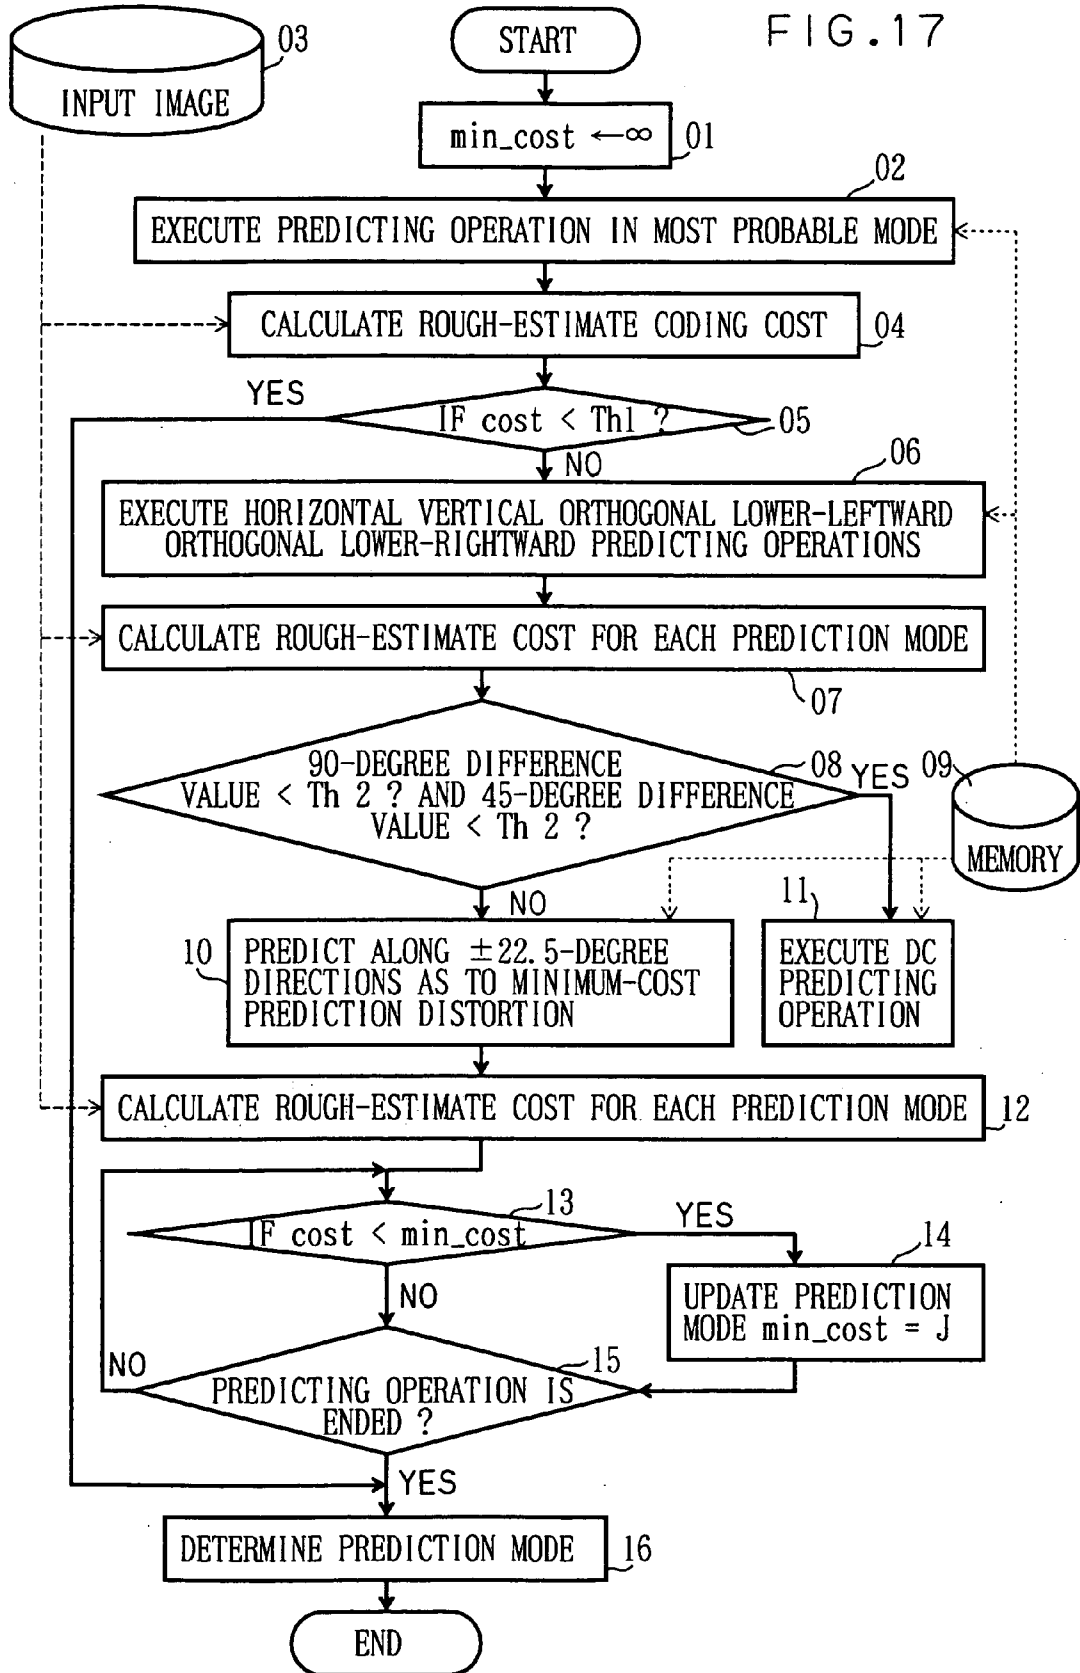 FIG.17
START
03
INPUT IMAGE
min_cost ←∞
01
02
EXECUTE PREDICTING OPERATION IN MOST PROBABLE MODE
CALCULATE ROUGH-ESTIMATE CODING COST
04
YES
IF cost < Th1 ?
05
NO
06
EXECUTE HORIZONTAL VERTICAL ORTHOGONAL LOWER-LEFTWARD
ORTHOGONAL LOWER-RIGHTWARD PREDICTING OPERATIONS
CALCULATE ROUGH-ESTIMATE COST FOR EACH PREDICTION MODE
07
90-DEGREE DIFFERENCE
VALUE < Th 2 ? AND 45-DEGREE DIFFERENCE
VALUE < Th 2 ?
08
YES
09
MEMORY
NO
11
10
PREDICT ALONG ±22.5-DEGREE
DIRECTIONS AS TO MINIMUM-COST
PREDICTION DISTORTION
EXECUTE DC
PREDICTING
OPERATION
CALCULATE ROUGH-ESTIMATE COST FOR EACH PREDICTION MODE
12
13
IF cost < min_cost
YES
14
NO
UPDATE PREDICTION
MODE min_cost = J
NO
15
PREDICTING OPERATION IS
ENDED ?
YES
DETERMINE PREDICTION MODE
16
END